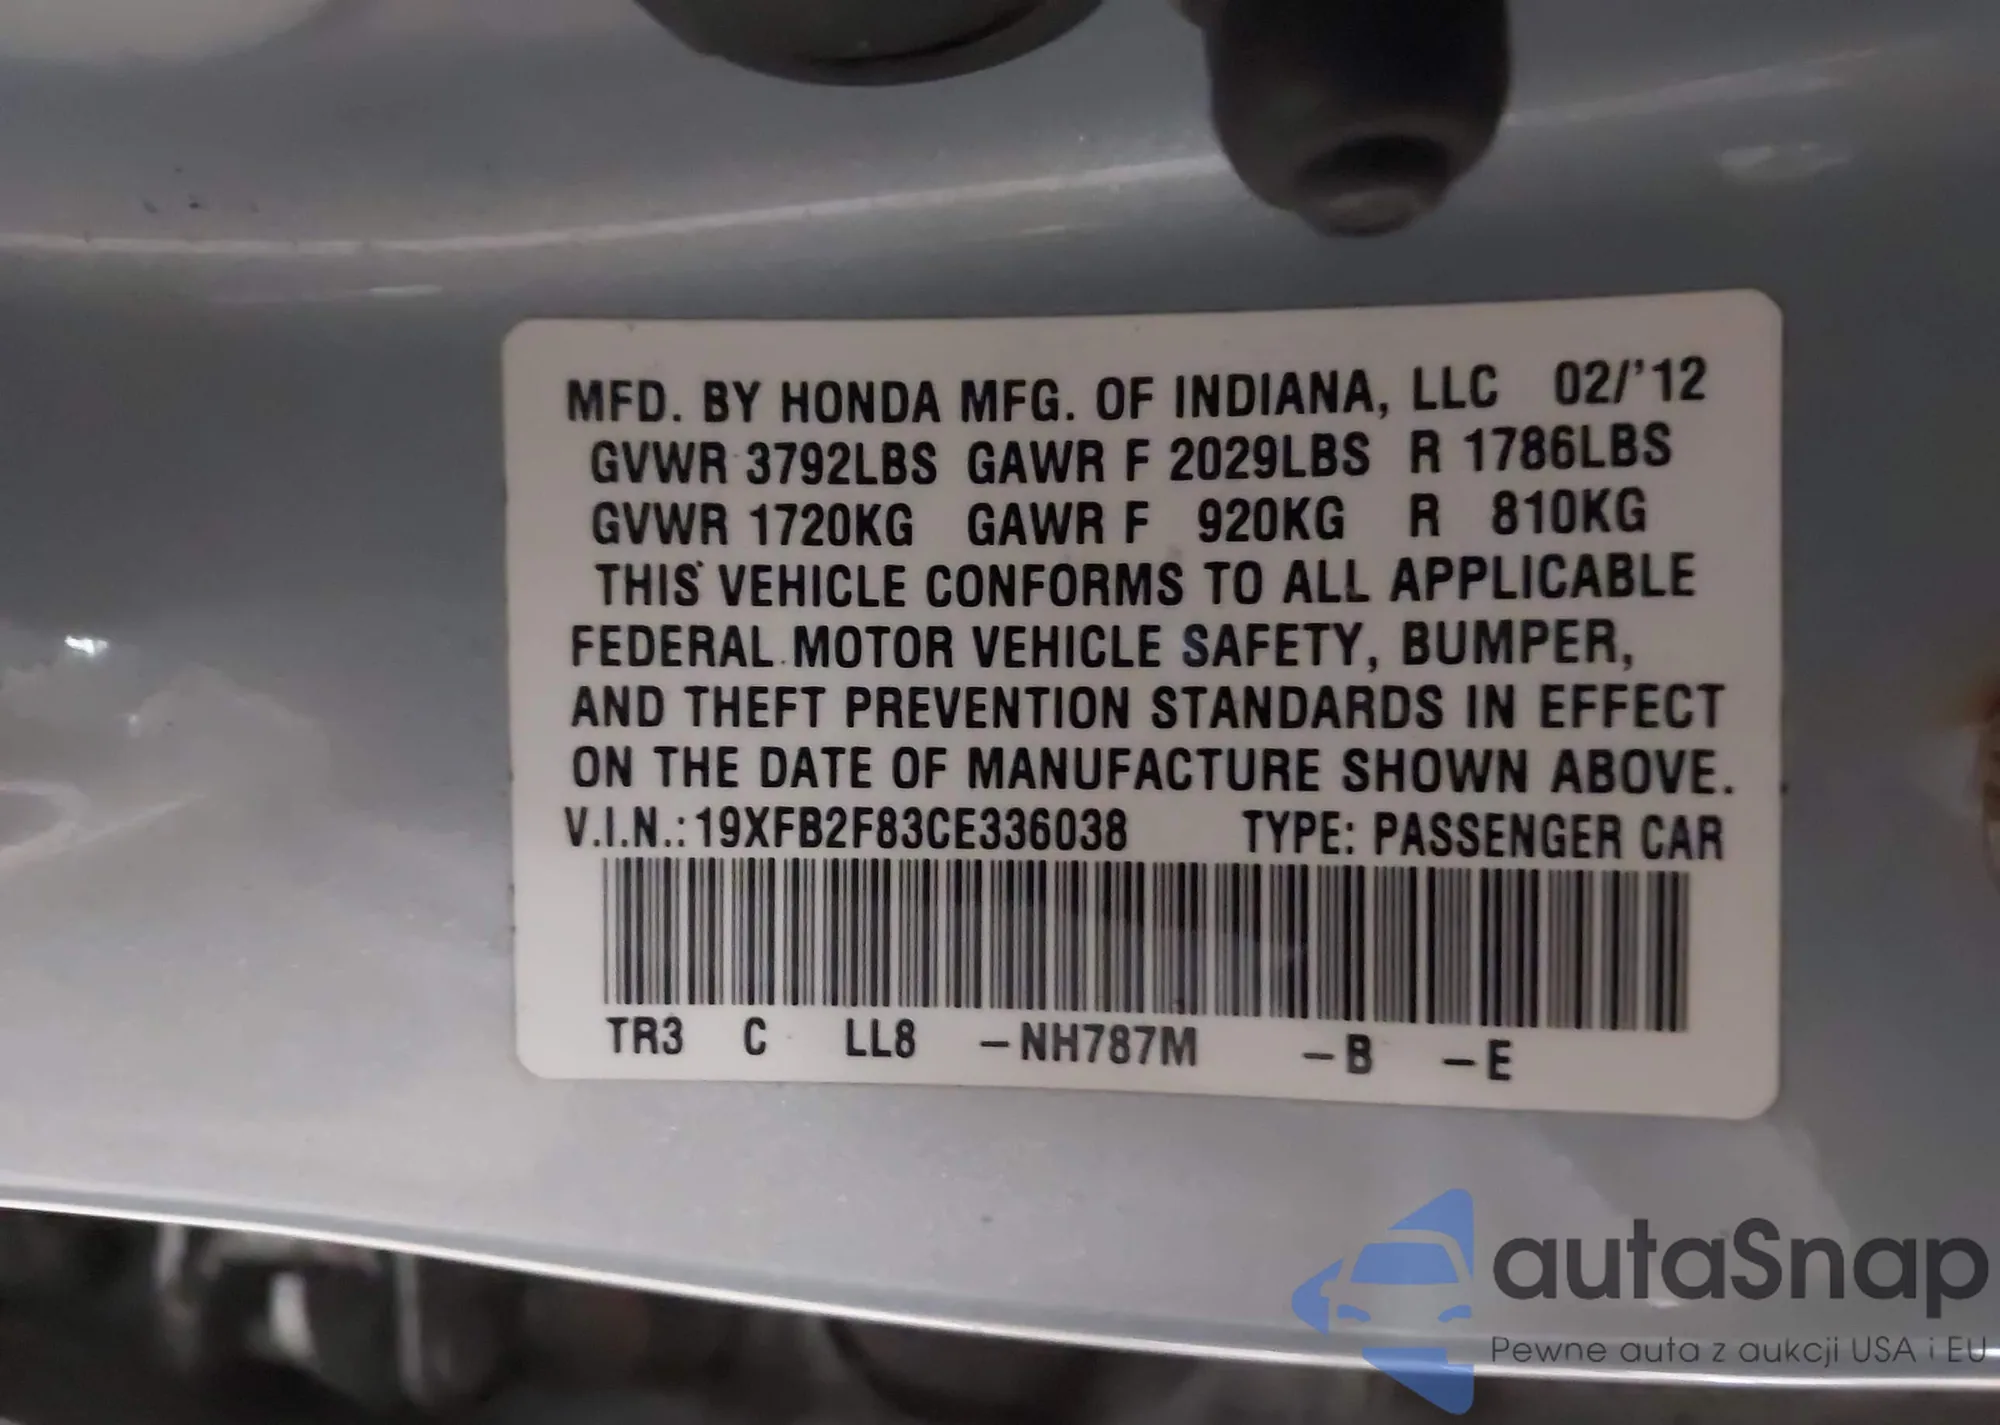 MFD. BY HONDA MFG. OF INDIANA, LLC 02/'12
GVWR 3792LBS GAWR F 2029LBS R 1786LBS
GVWR 1720KG GAWR F 920KG R 810KG
THIS VEHICLE CONFORMS TO ALL APPLICABLE
FEDERAL MOTOR VEHICLE SAFETY, BUMPER,
AND THEFT PREVENTION STANDARDS IN EFFECT
ON THE DATE OF MANUFACTURE SHOWN ABOVE.
V.I.N.: 19XFB2F83CE336038 TYPE: PASSENGER CAR
TR3 C LL8 –NH787M –B –E
autaSnap
Pewne auta z aukcji USA i EU